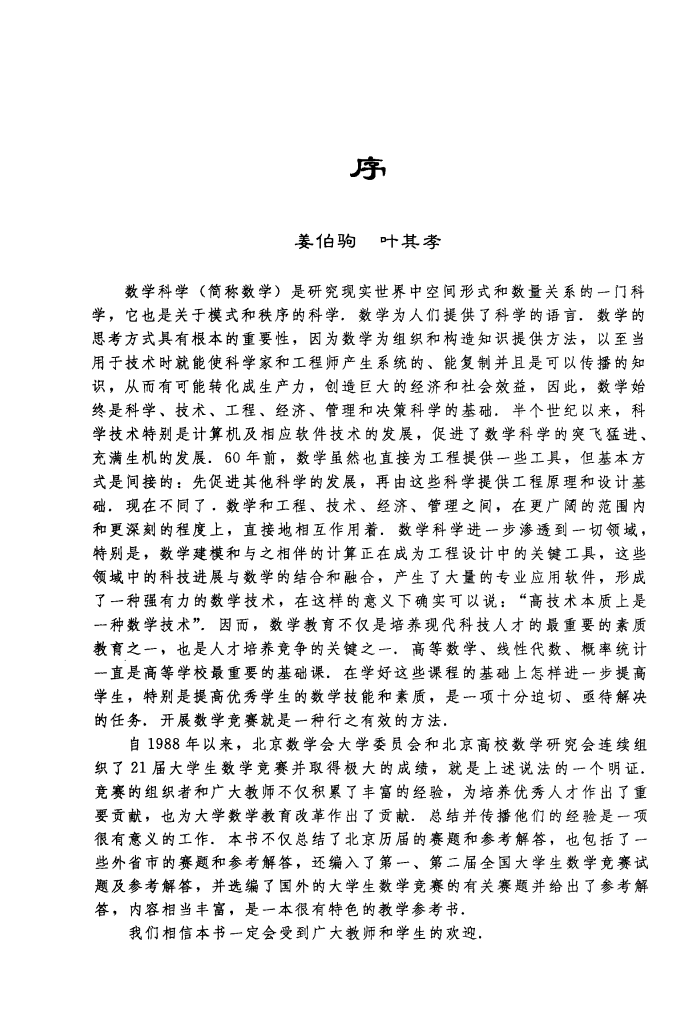 序
姜伯驹　叶其孝
数学科学（简称数学）是研究现实世界中空间形式和数量关系的一门科
学，它也是关于模式和秩序的科学．数学为人们提供了科学的语言．数学的
思考方式具有根本的重要性，因为数学为组织和构造知识提供方法，以至当
用于技术时就能使科学家和工程师产生系统的、能复制并且是可以传播的知
识，从而有可能转化成生产力，创造巨大的经济和社会效益，因此，数学始
终是科学、技术、工程、经济、管理和决策科学的基础．半个世纪以来，科
学技术特别是计算机及相应软件技术的发展，促进了数学科学的突飞猛进、
充满生机的发展．60年前，数学虽然也直接为工程提供一些工具，但基本方
式是间接的：先促进其他科学的发展，再由这些科学提供工程原理和设计基
础．现在不同了．数学和工程、技术、经济、管理之间，在更广阔的范围内
和更深刻的程度上，直接地相互作用着．数学科学进一步渗透到一切领域，
特别是，数学建模和与之相伴的计算正在成为工程设计中的关键工具，这些
领域中的科技进展与数学的结合和融合，产生了大量的专业应用软件，形成
了一种强有力的数学技术，在这样的意义下确实可以说：“高技术本质上是
一种数学技术”．因而，数学教育不仅是培养现代科技人才的最重要的素质
教育之一，也是人才培养竞争的关键之一．高等数学、线性代数、概率统计
一直是高等学校最重要的基础课．在学好这些课程的基础上怎样进一步提高
学生，特别是提高优秀学生的数学技能和素质，是一项十分迫切、亟待解决
的任务．开展数学竞赛就是一种行之有效的方法．
自1988年以来，北京数学会大学委员会和北京高校数学研究会连续组
织了21届大学生数学竞赛并取得极大的成绩，就是上述说法的一个明证．
竞赛的组织者和广大教师不仅积累了丰富的经验，为培养优秀人才作出了重
要贡献，也为大学数学教育改革作出了贡献．总结并传播他们的经验是一项
很有意义的工作．本书不仅总结了北京历届的赛题和参考解答，也包括了一
些外省市的赛题和参考解答，还编入了第一、第二届全国大学生数学竞赛试
题及参考解答，并选编了国外的大学生数学竞赛的有关赛题并给出了参考解
答，内容相当丰富，是一本很有特色的教学参考书．
我们相信本书一定会受到广大教师和学生的欢迎．